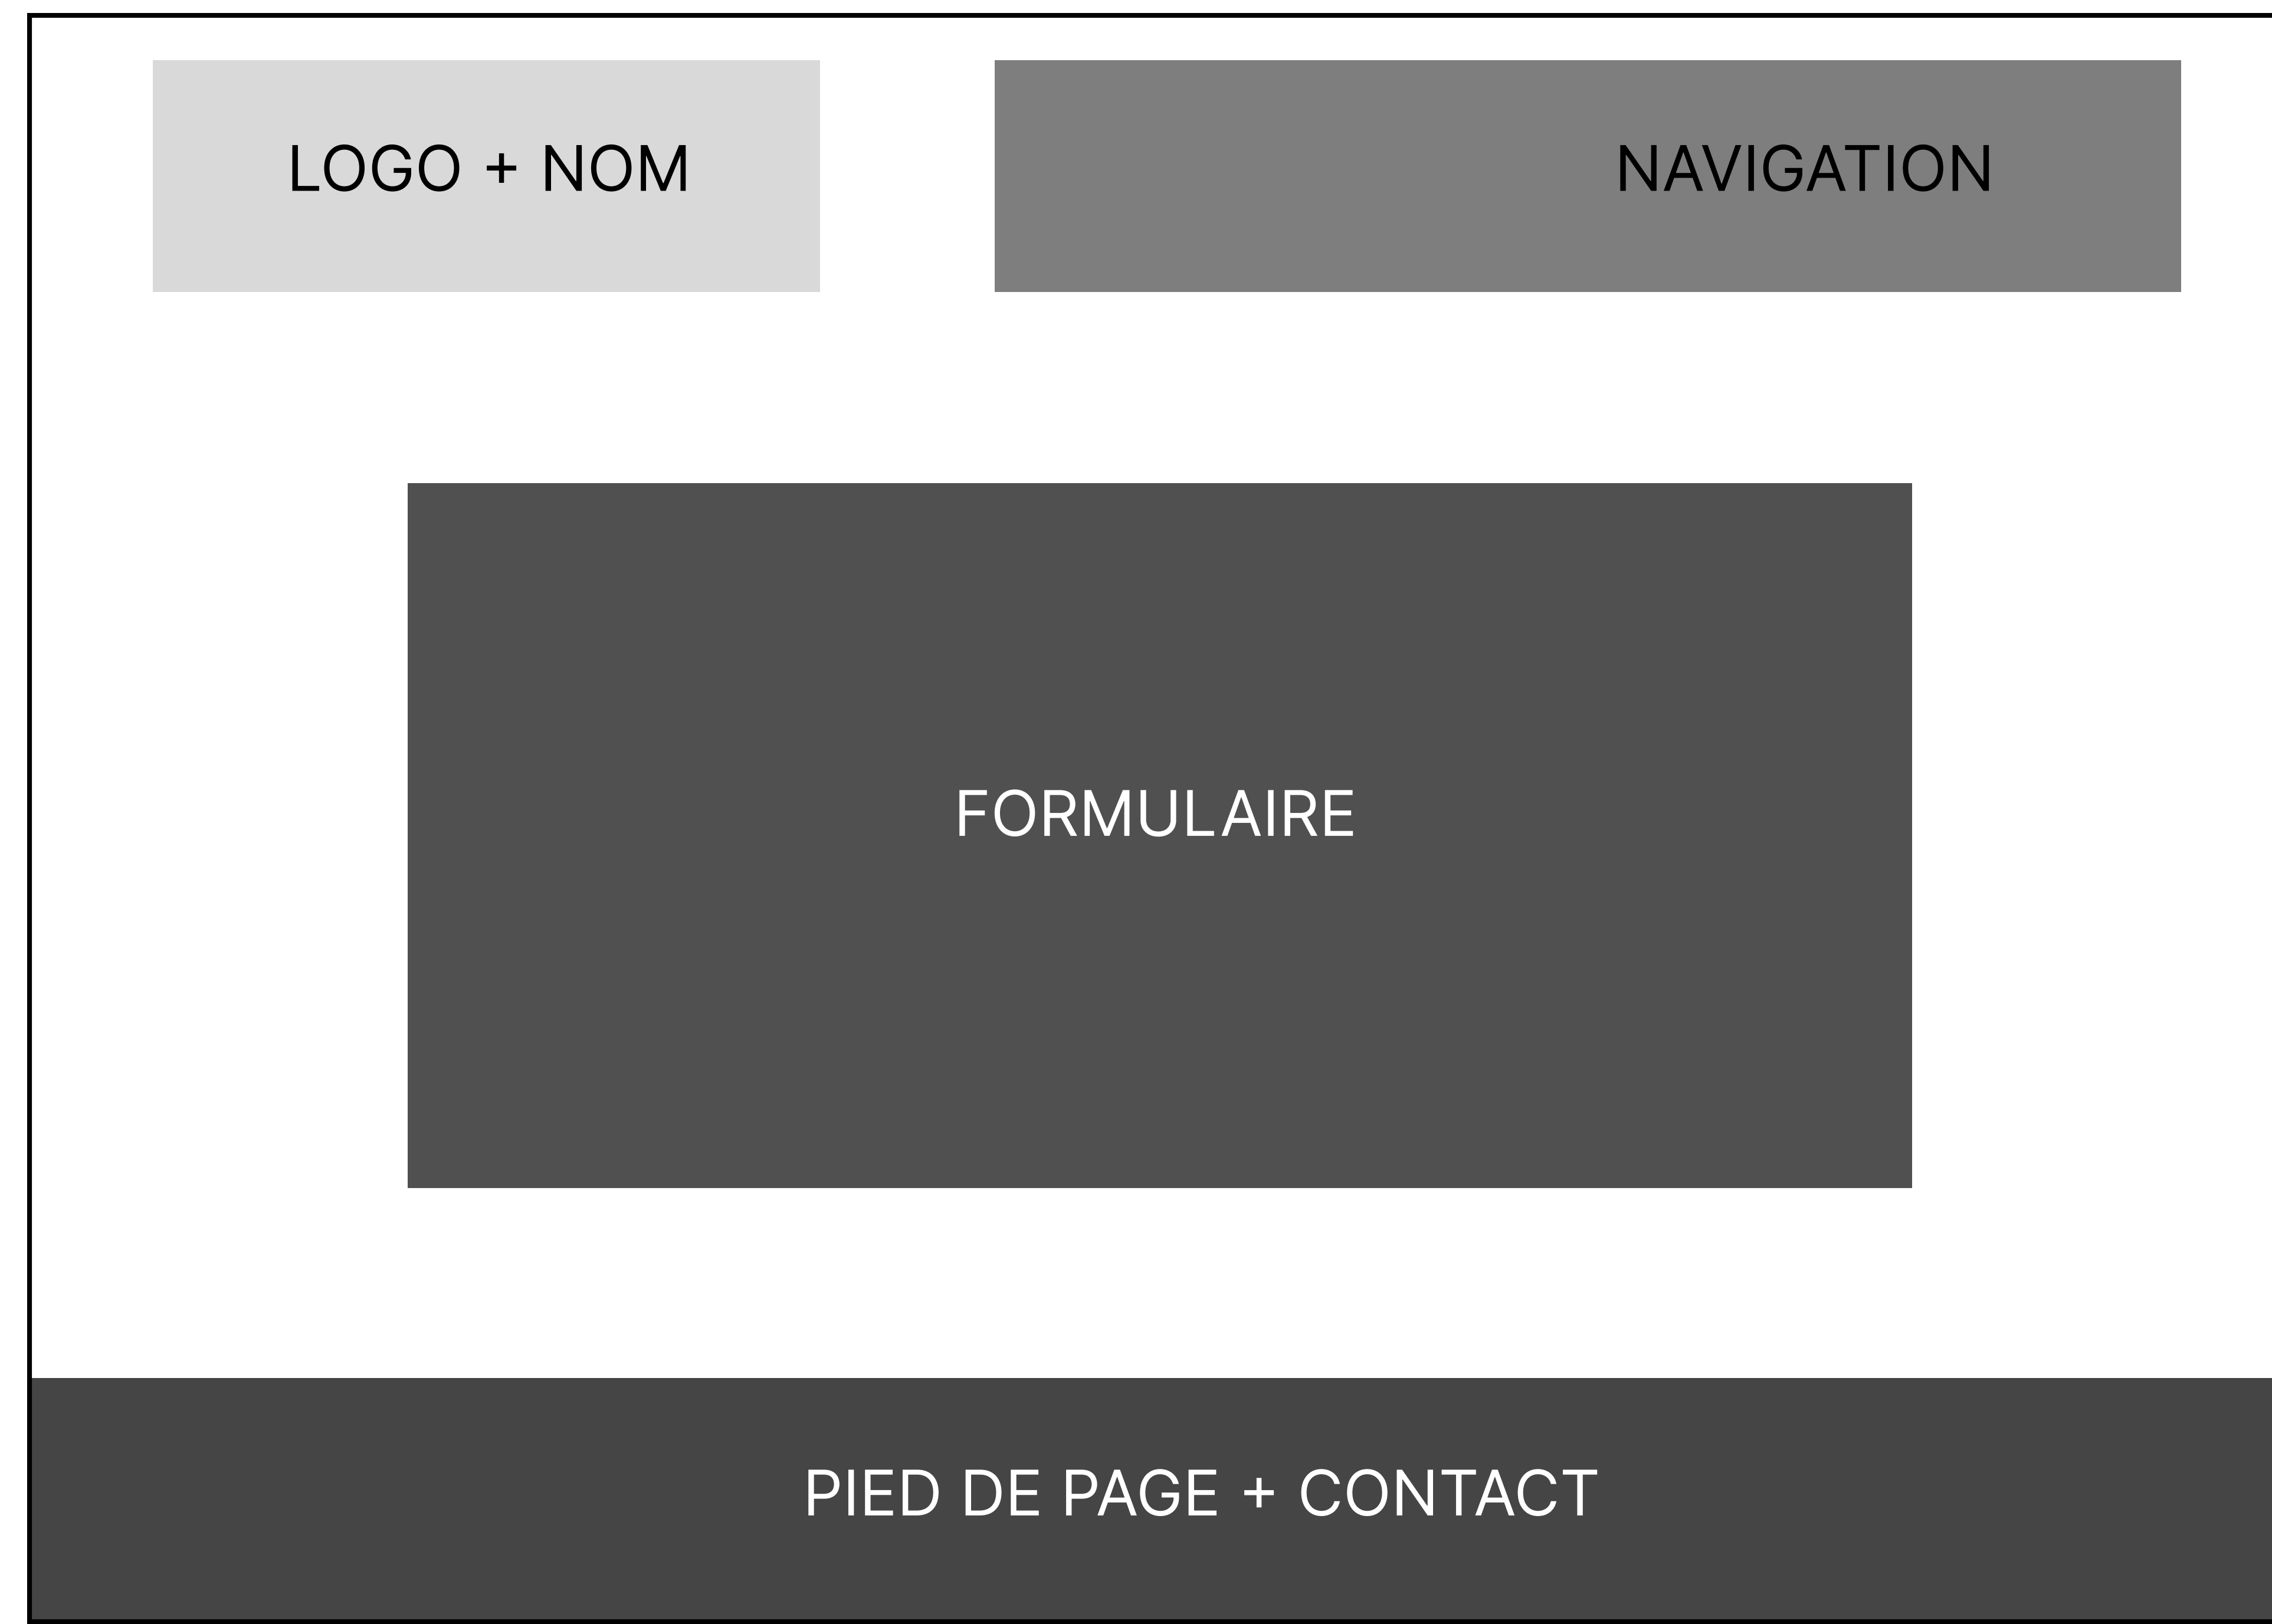 LOGO + NOM
NAVIGATION
FORMULAIRE
PIED DE PAGE + CONTACT